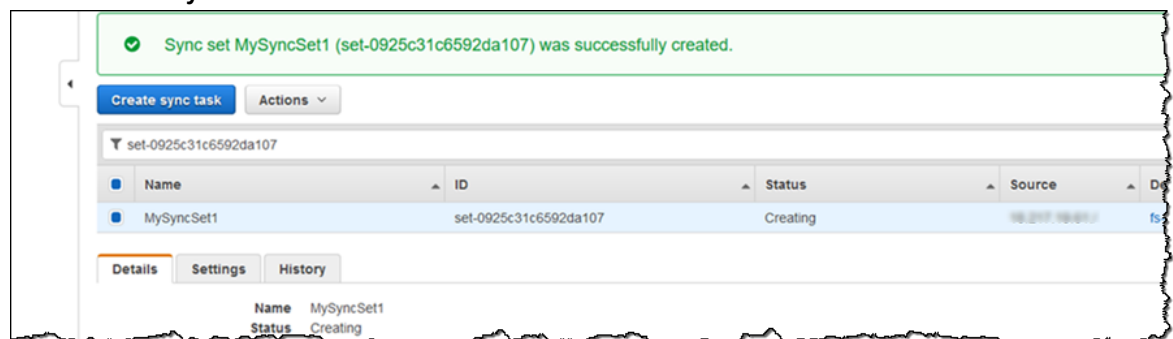 Sync set MySyncSet1 (set-0925c31c6592da107) was successfully created.
Create sync task Actions
set-0925c31c6592da107
Name ID Status Source
MySyncSet1 set-0925c31c6592da107 Creating
Details Settings History
Name MySyncSet1
Status Creating